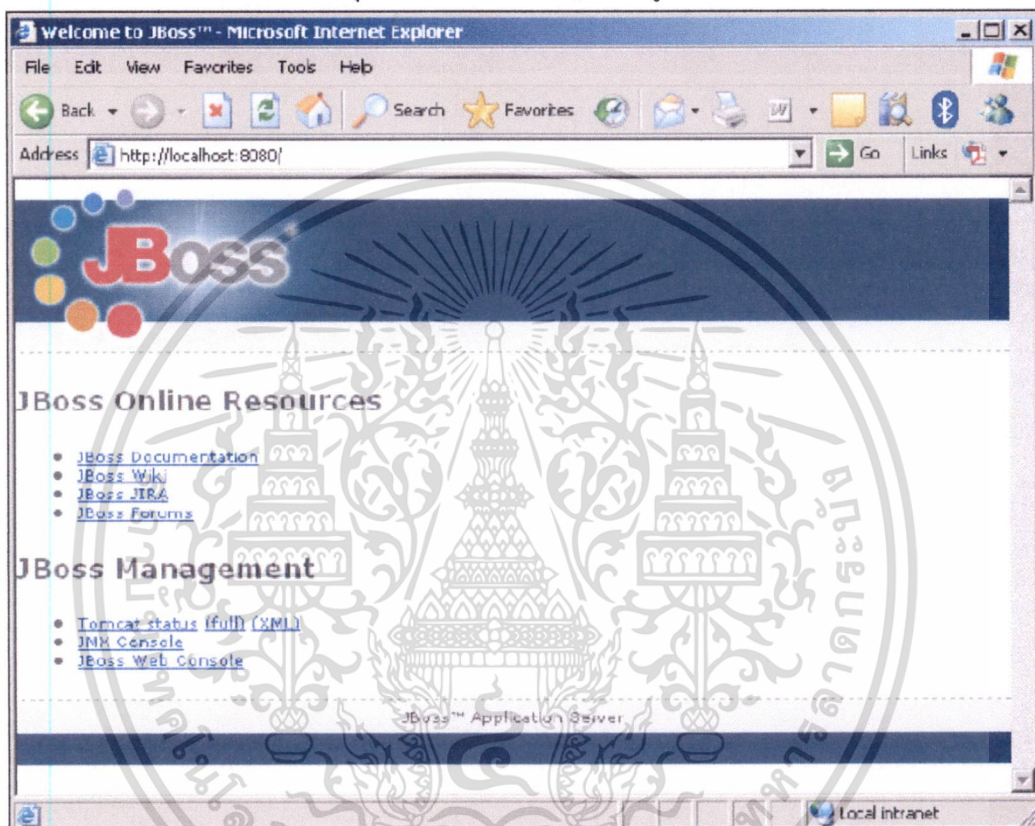 Welcome to JBoss™ - Microsoft Internet Explorer
File Edit View Favorites Tools Help
Back Search Favorites
Address http://localhost:8080/ Go Links
JBoss
JBoss Online Resources
JBoss Documentation
JBoss Wiki
JBoss JIRA
JBoss Forums
JBoss Management
Tomcat status (full) (XML)
JMX Console
JBoss Web Console
JBoss™ Application Server
Local intranet